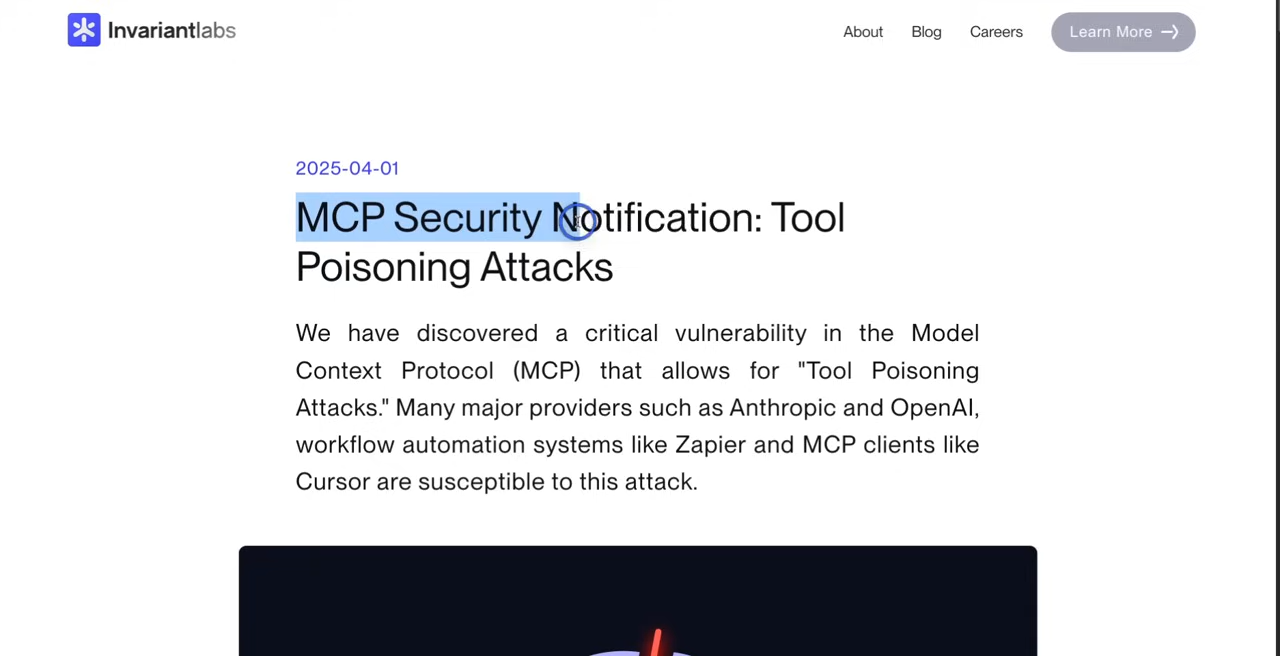 Invariantlabs
About
Blog
Careers
Learn More
2025-04-01
MCP Security Notification: Tool
Poisoning Attacks
We have discovered a critical vulnerability in the Model
Context Protocol (MCP) that allows for "Tool Poisoning
Attacks." Many major providers such as Anthropic and OpenAI,
workflow automation systems like Zapier and MCP clients like
Cursor are susceptible to this attack.